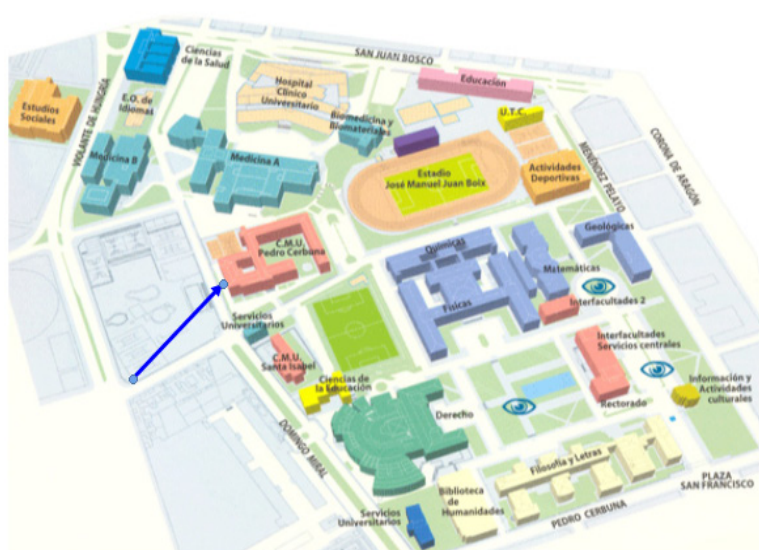 SAN JUAN BOSCO
Ciencias
de la Salud
VIOLANTE DE HUNGRÍA
E.O. de
Idiomas
Estudios
Sociales
Hospital
Clínico
Universitario
Educación
U.T.C.
Biomedicina y
Biomateriales
Medicina B
Medicina A
Estadio
José Manuel Juan Boix
Actividades
Deportivas
MENÉNDEZ PELAYO
CORONA DE ARAGÓN
C.M.U.
Pedro Cerbuna
Químicas
Geológicas
Matemáticas
Físicas
Interfacultades 2
Servicios
Universitarios
C.M.U.
Santa Isabel
Ciencias de
la Educación
Interfacultades
Servicios centrales
Rectorado
Información y
Actividades
culturales
Derecho
DOMINGO MIRAL
Filosofía y Letras
PLAZA
SAN FRANCISCO
Biblioteca
de
Humanidades
PEDRO CERBUNA
Servicios
Universitarios